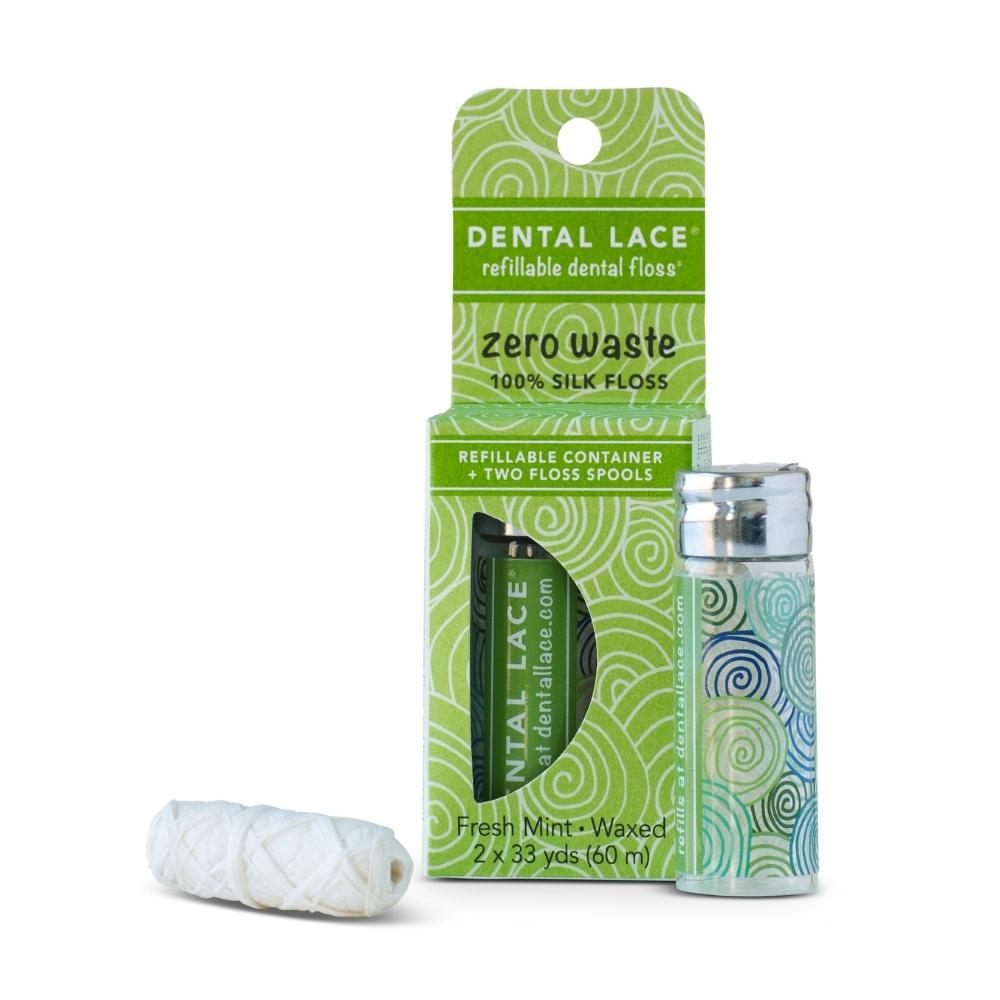 DENTAL LACE®
refillable dental floss®
zero waste
100% SILK FLOSS
REFILLABLE CONTAINER
+ TWO FLOSS SPOOLS
NTAL LACE®
at dentallace.com
Fresh Mint • Waxed
2 x 33 yds (60 m)
refills at dentallace.com